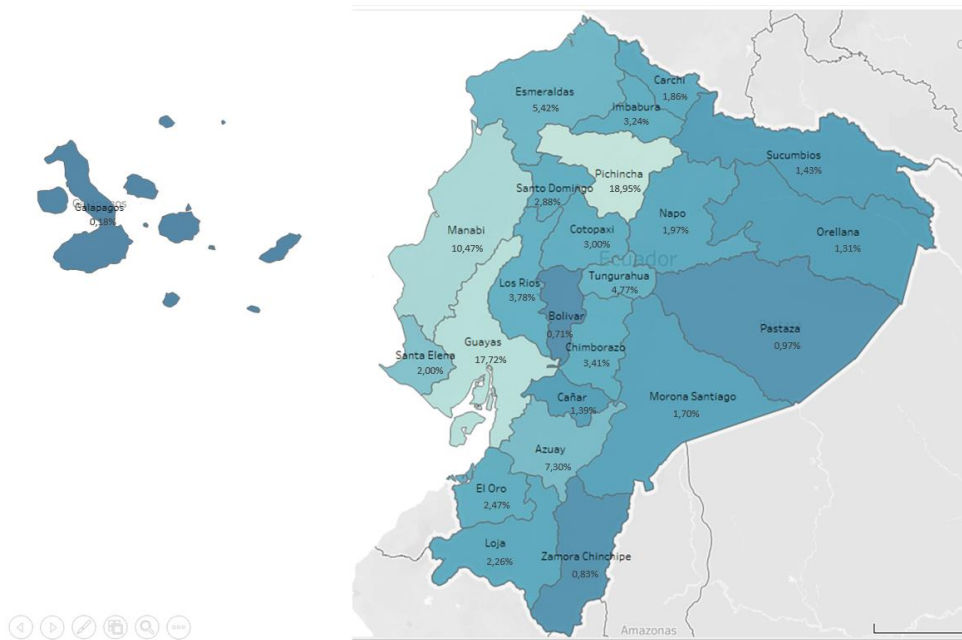 Carchi
1,86%
Esmeraldas
5,42%
Imbabura
3,24%
Sucumbios
1,43%
Pichincha
18,95%
Santo Domingo
2,88%
Napo
1,97%
Galapagos
0,18%
Manabi
10,47%
Cotopaxi
3,00%
Orellana
1,31%
Ecuador
Tungurahua
4,77%
Los Rios
3,78%
Bolivar
0,71%
Pastaza
0,97%
Guayas
17,72%
Chimborazo
3,41%
Santa Elena
2,00%
Cañar
1,39%
Morona Santiago
1,70%
Azuay
7,30%
El Oro
2,47%
Loja
2,26%
Zamora Chinchipe
0,83%
Amazonas